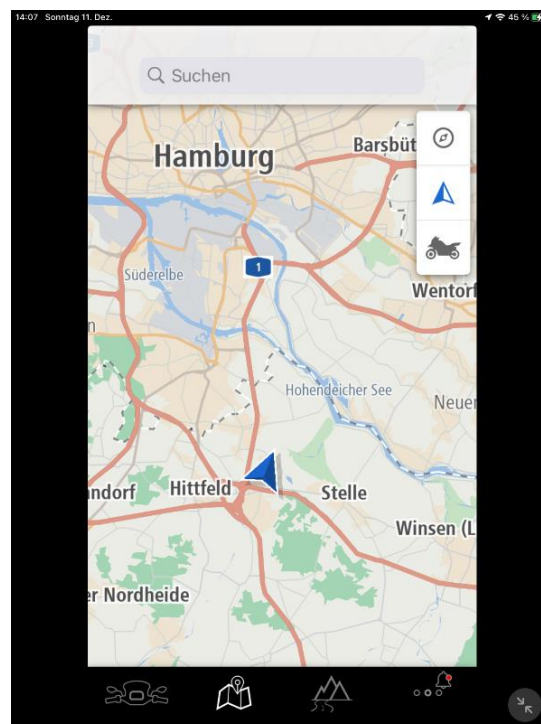 14:07 Sonntag 11. Dez.
45 %
Suchen
Hamburg
Barsbüt
1
Süderelbe
Wentorf
Hohendeicher See
Neuer
ndorf
Hittfeld
Stelle
Winsen (L
er Nordheide